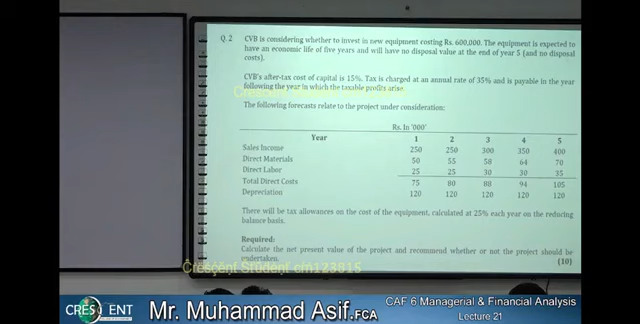 Q. 2 CVB is considering whether to invest in new equipment costing Rs. 600,000. The equipment is expected to
have an economic life of five years and will have no disposal value at the end of year 5 (and no disposal
costs).
CVB's after-tax cost of capital is 15%. Tax is charged at an annual rate of 35% and is payable in the year
following the year in which the taxable profits arise.
The following forecasts relate to the project under consideration:
Rs. In '000'
Year 1 2 3 4 5
Sales Income 250 250 300 350 400
Direct Materials 50 55 58 64 70
Direct Labor 25 25 30 30 35
Total Direct Costs 75 80 88 94 105
Depreciation 120 120 120 120 120
There will be tax allowances on the cost of the equipment, calculated at 25% each year on the reducing
balance basis.
Required:
Calculate the net present value of the project and recommend whether or not the project should be
undertaken. (10)
Crescent Student cm123815
CRESCENT
Mr. Muhammad Asif.FCA
CAF 6 Managerial & Financial Analysis
Lecture 21